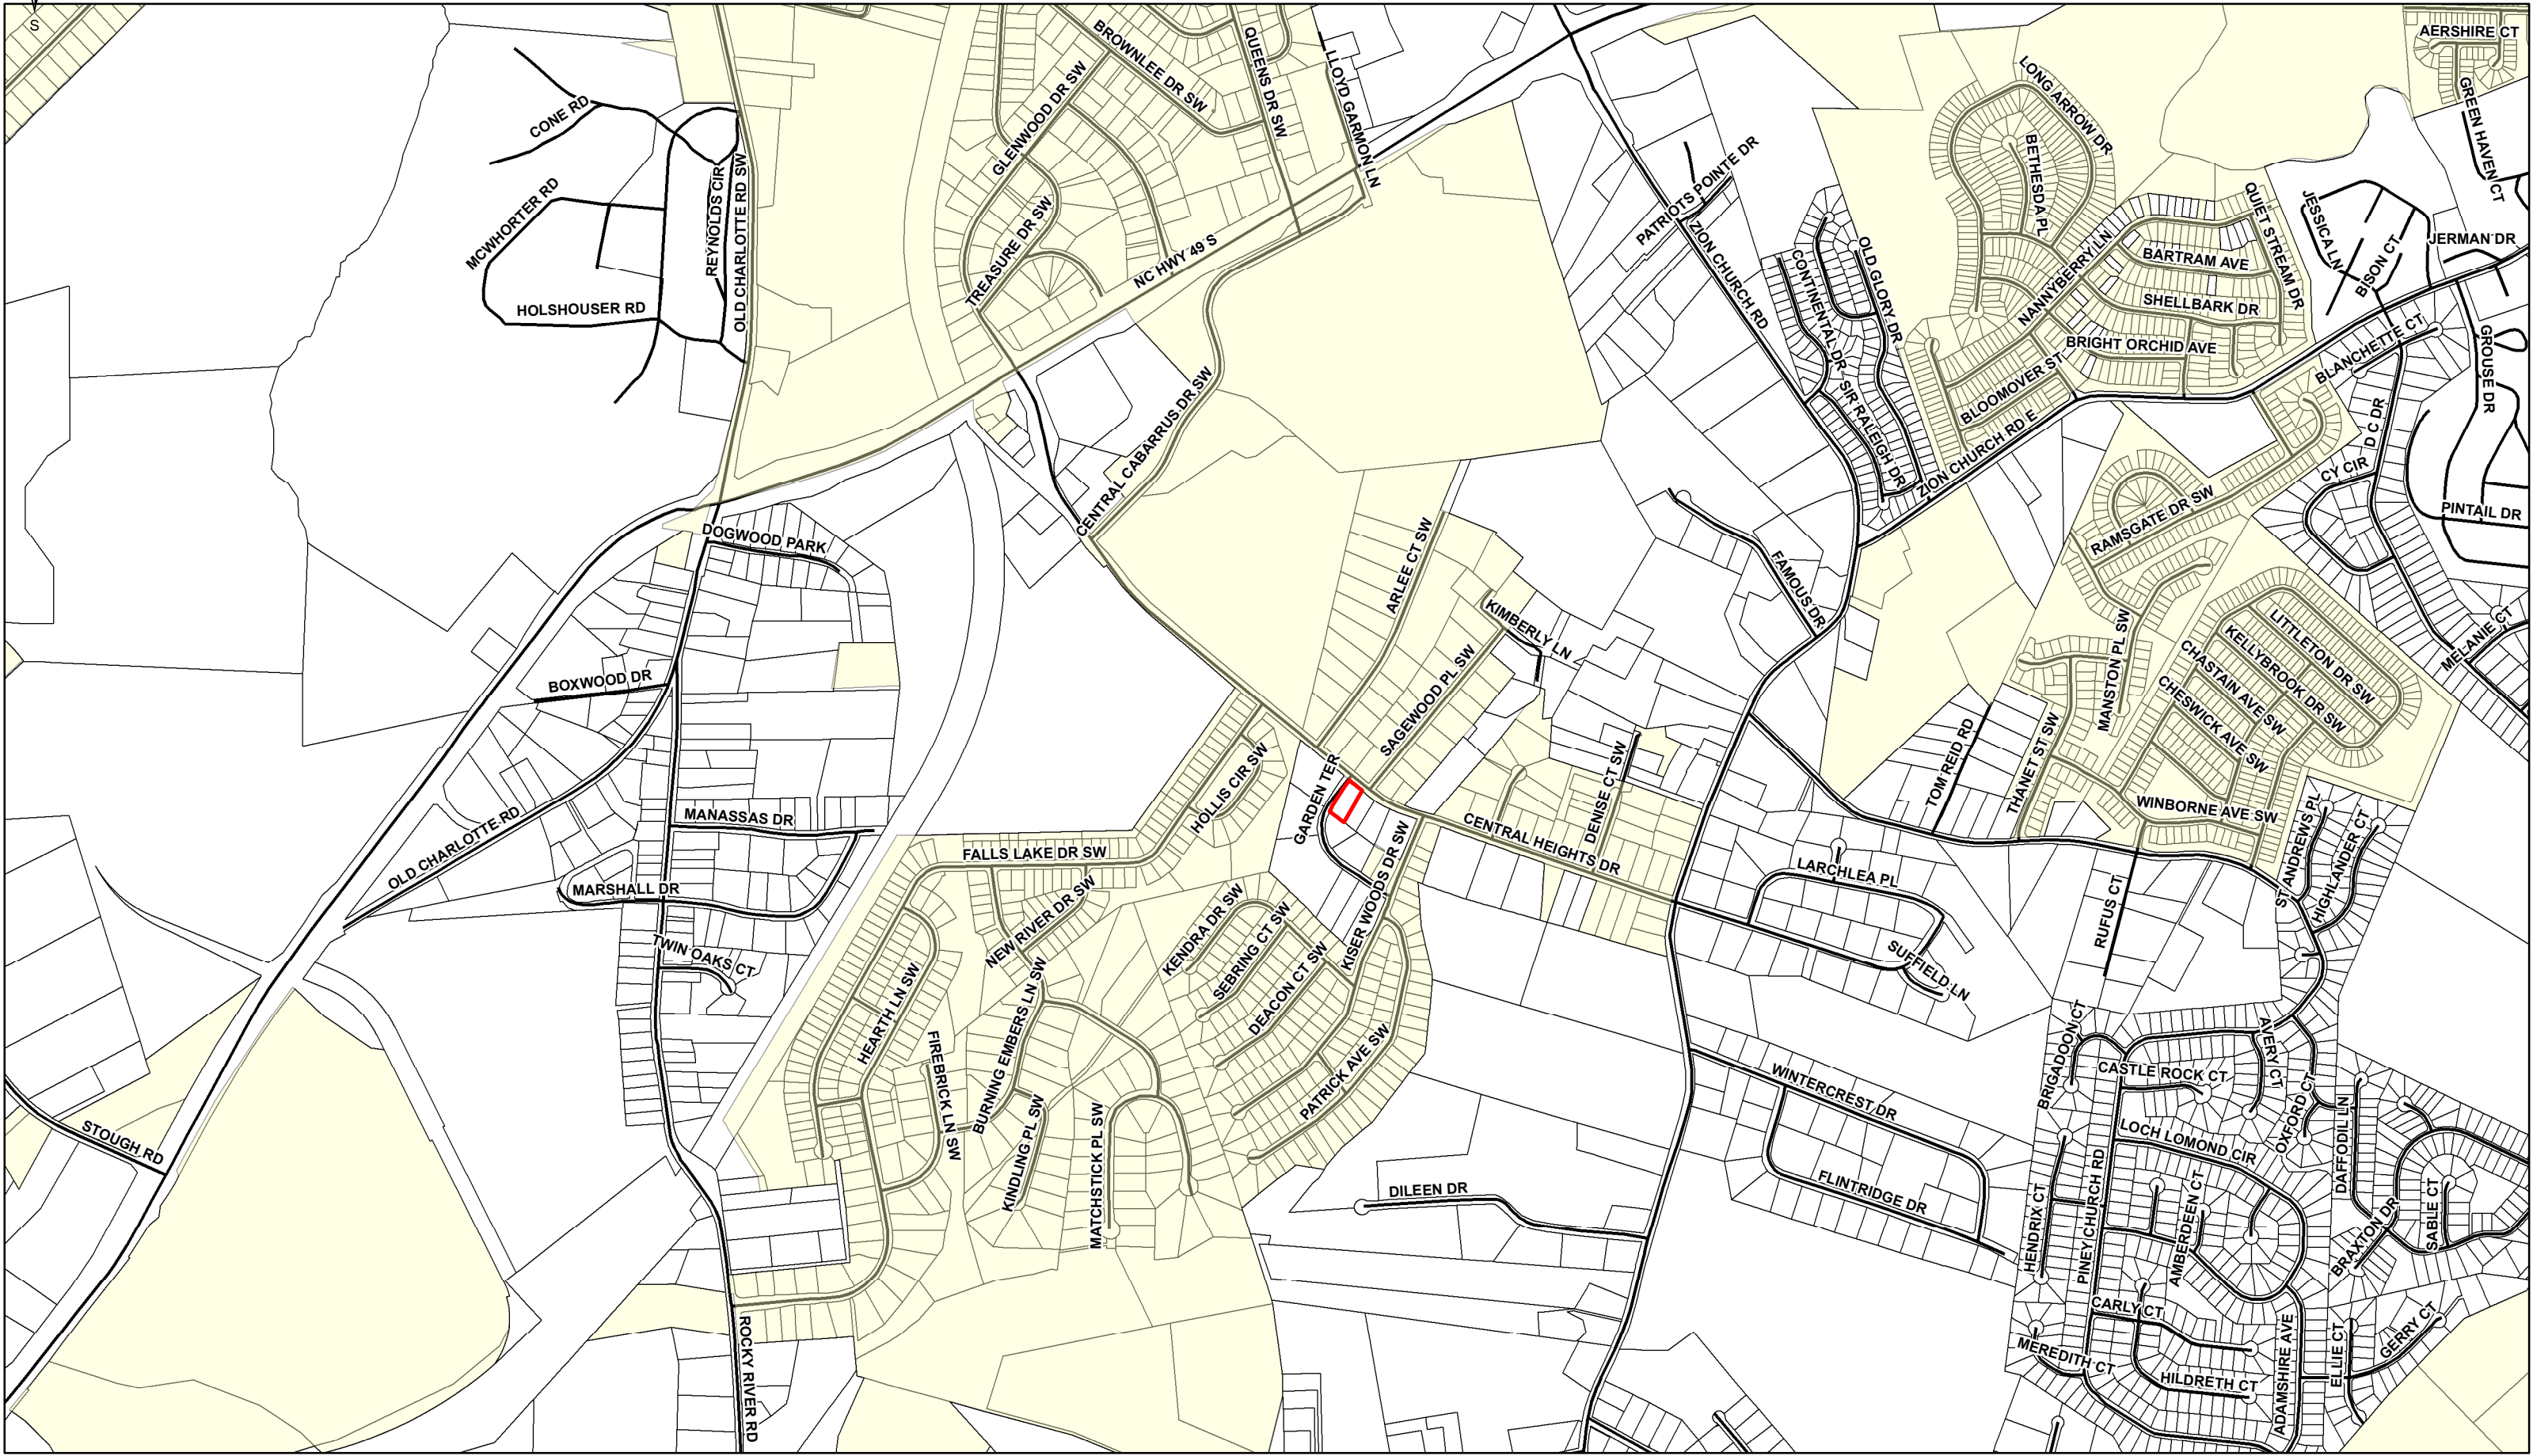 S
BROWNLEE DR SW
QUEENS DR SW
LLOYD GARMON LN
AERSHIRE CT
GREEN HAVEN CT
LONG ARROW DR
BETHESDA PL
GLENWOOD DR SW
CONE RD
REYNOLDS CIR
OLD CHARLOTTE RD SW
MCWHORTER RD
HOLSHOUSER RD
TREASURE DR SW
NC HWY 49 S
PATRIOTS POINTE DR
ZION CHURCH RD
CONTINENTAL DR
OLD GLORY DR
SIR RALEIGH DR
NANNYBERRY LN
QUIET STREAM DR
BARTRAM AVE
SHELLBARK DR
BRIGHT ORCHID AVE
BLOOMOVER ST
JESSICA LN
BISON CT
JERMAN DR
BLANCHETTE CT
GROUSE DR
D C DR
CY CIR
PINTAIL DR
ZION CHURCH RD E
CENTRAL CABARRUS DR SW
DOGWOOD PARK
ARLEE CT SW
KIMBERLY LN
FAMOUS DR
RAMSGATE DR SW
MANSTON PL SW
LITTLETON DR SW
KELLYBROOK DR SW
CHASTAIN AVE SW
CHESWICK AVE SW
MELANIE CT
BOXWOOD DR
SAGEWOOD PL SW
HOLLIS CIR SW
GARDEN TER
DENISE CT SW
TOM REID RD
THANET ST SW
WINBORNE AVE SW
ST ANDREWS PL
HIGHLANDER CT
OLD CHARLOTTE RD
MANASSAS DR
MARSHALL DR
FALLS LAKE DR SW
CENTRAL HEIGHTS DR
KISER WOODS DR SW
LARCHLEA PL
SUFFIELD LN
RUFUS CT
TWIN OAKS CT
NEW RIVER DR SW
KENDRA DR SW
SEBRING CT SW
DEACON CT SW
HEARTH LN SW
FIREBRICK LN SW
BURNING EMBERS LN SW
KINDLING PL SW
MATCHSTICK PL SW
PATRICK AVE SW
WINTERCREST DR
FLINTRIDGE DR
BRIGADOON CT
CASTLE ROCK CT
AVERY CT
OXFORD CT
LOCH LOMOND CIR
DAFFODIL LN
STOUGH RD
DILEEN DR
HENDRIX CT
PINEY CHURCH RD
AMBERDEEN CT
BRAXTON DR
SABLE CT
CARLY CT
MEREDITH CT
HILDRETH CT
ADAMSHIRE AVE
ELLIE CT
GERRY CT
ROCKY RIVER RD